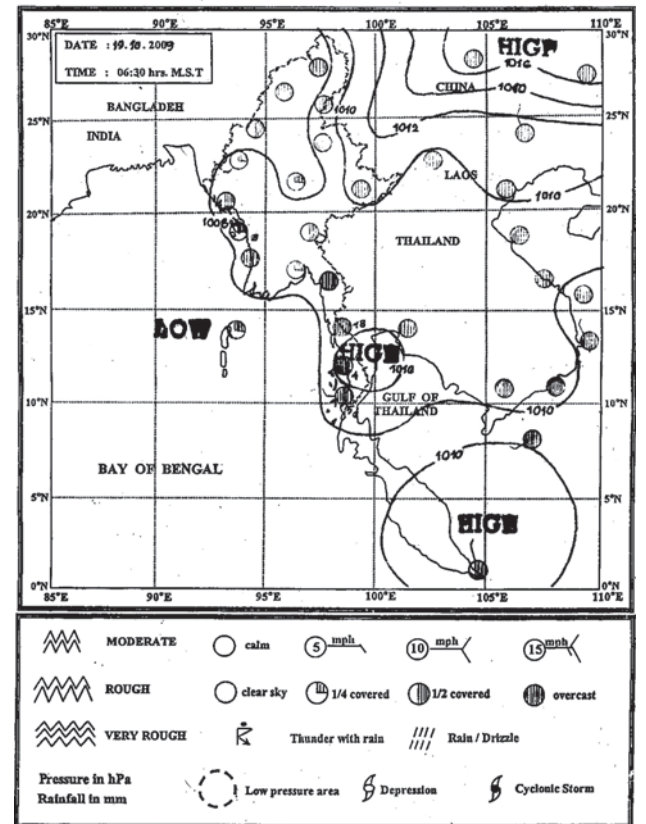 85°E 90°E 95°E 100°E 105°E 110°E
30°N 30°N
DATE : 19.10.2009
TIME : 06:30 hrs. M.S.T
HIGH
1016
CHINA
1010
BANGLADEH
1010
1012
25°N 25°N
INDIA
LAOS
1010
20°N 20°N
THAILAND
15°N 15°N
18
LOW
HIGH
1010
4
GULF OF
THAILAND
10°N 10°N
1010
1010
BAY OF BENGAL
5°N 5°N
HIGH
0°N 0°N
85°E 90°E 95°E 100°E 105°E 110°E
MODERATE calm 5 mph 10 mph 15 mph
ROUGH clear sky 1/4 covered 1/2 covered overcast
VERY ROUGH Thunder with rain Rain / Drizzle
Pressure in hPa
Rainfall in mm
Low pressure area Depression Cyclonic Storm